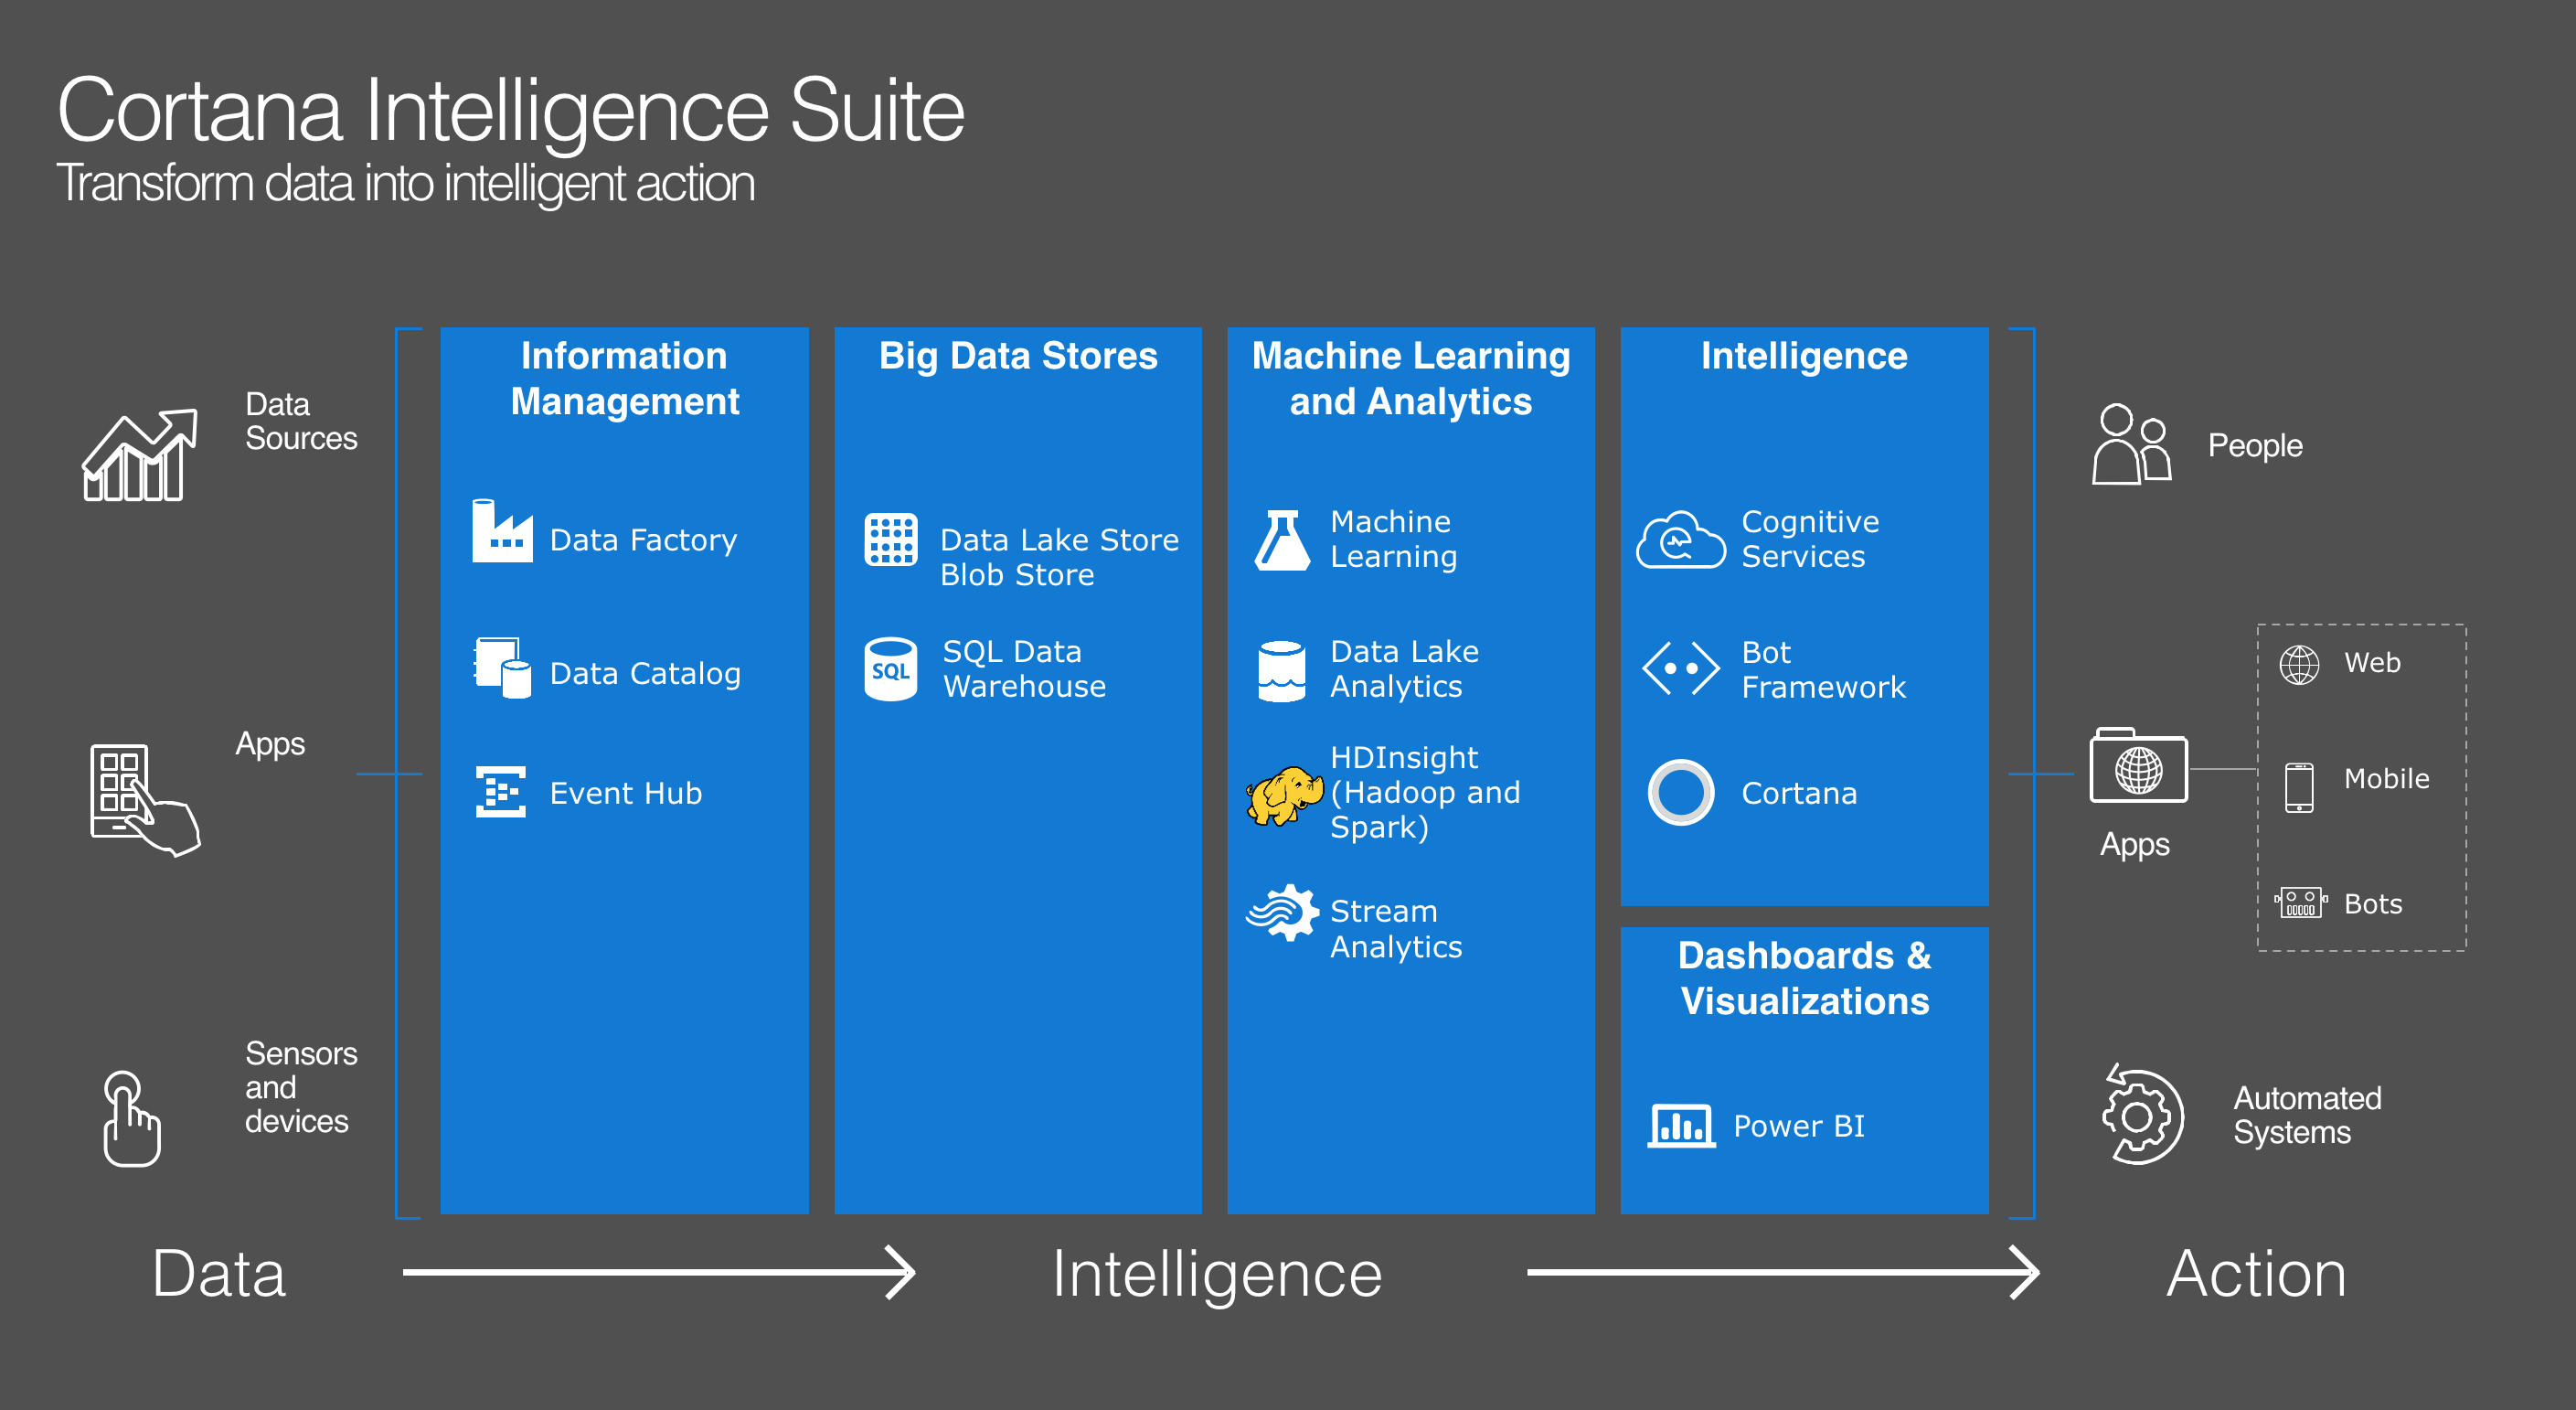 Cortana Intelligence Suite
Transform data into intelligent action
Data
Sources
Apps
Sensors
and
devices
Information
Management
Data Factory
Data Catalog
Event Hub
Big Data Stores
Data Lake Store
Blob Store
SQL
SQL Data
Warehouse
Machine Learning
and Analytics
Machine
Learning
Data Lake
Analytics
HDInsight
(Hadoop and
Spark)
Stream
Analytics
Intelligence
Cognitive
Services
Bot
Framework
Cortana
Dashboards &
Visualizations
Power BI
People
Apps
Web
Mobile
Bots
Automated
Systems
Data
Intelligence
Action